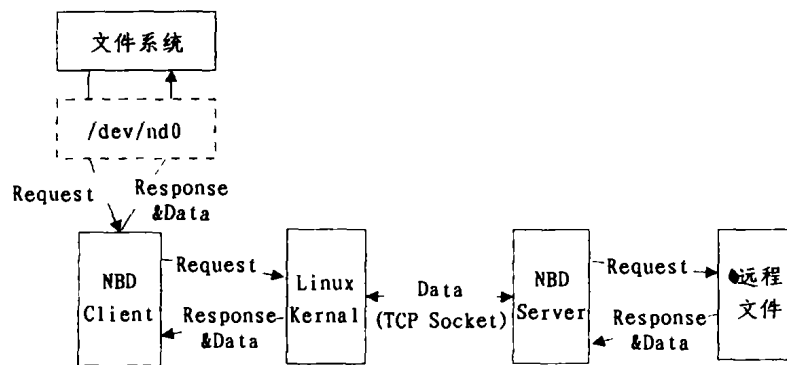 文件系统
/dev/nd0
Request
Response
&Data
NBD
Client
Request
Response
&Data
Linux
Kernal
Data
(TCP Socket)
NBD
Server
Request
Response
&Data
远程
文件